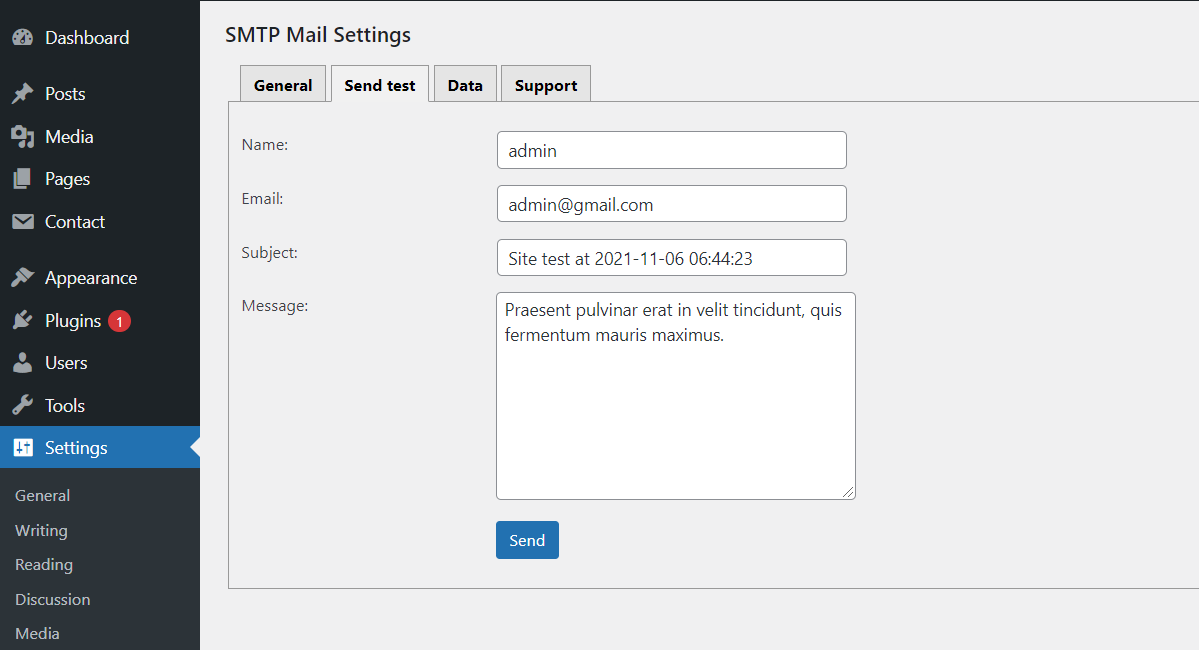 Dashboard
Posts
Media
Pages
Contact
Appearance
Plugins 1
Users
Tools
Settings
General
Writing
Reading
Discussion
Media
SMTP Mail Settings
General Send test Data Support
Name: admin
Email: admin@gmail.com
Subject: Site test at 2021-11-06 06:44:23
Message: Praesent pulvinar erat in velit tincidunt, quis
fermentum mauris maximus.
Send